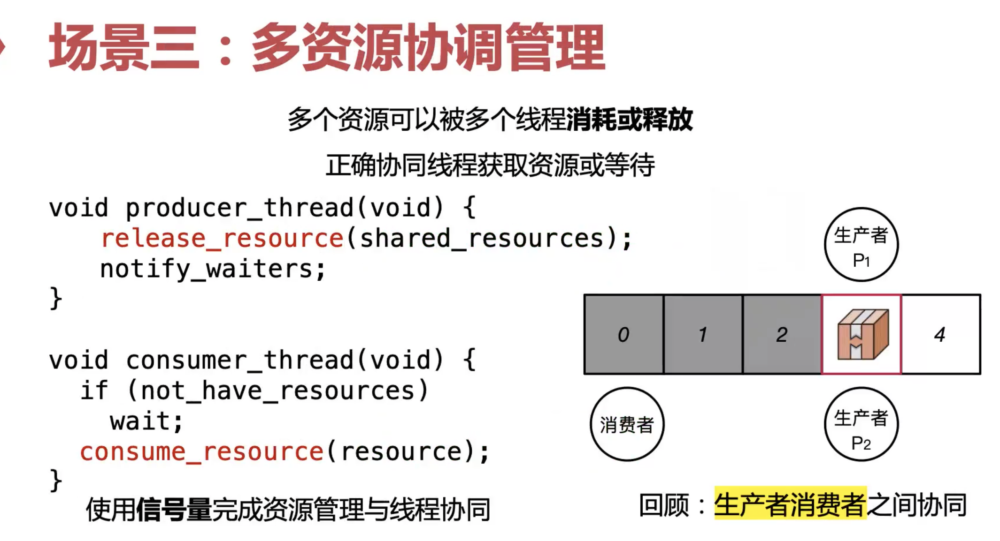 场景三：多资源协调管理
多个资源可以被多个线程消耗或释放
正确协同线程获取资源或等待
void producer_thread(void) {
release_resource(shared_resources);
notify_waiters;
}
void consumer_thread(void) {
if (not_have_resources)
wait;
consume_resource(resource);
}
使用信号量完成资源管理与线程协同
生产者
P1
0 1 2 4
消费者
生产者
P2
回顾：生产者消费者之间协同